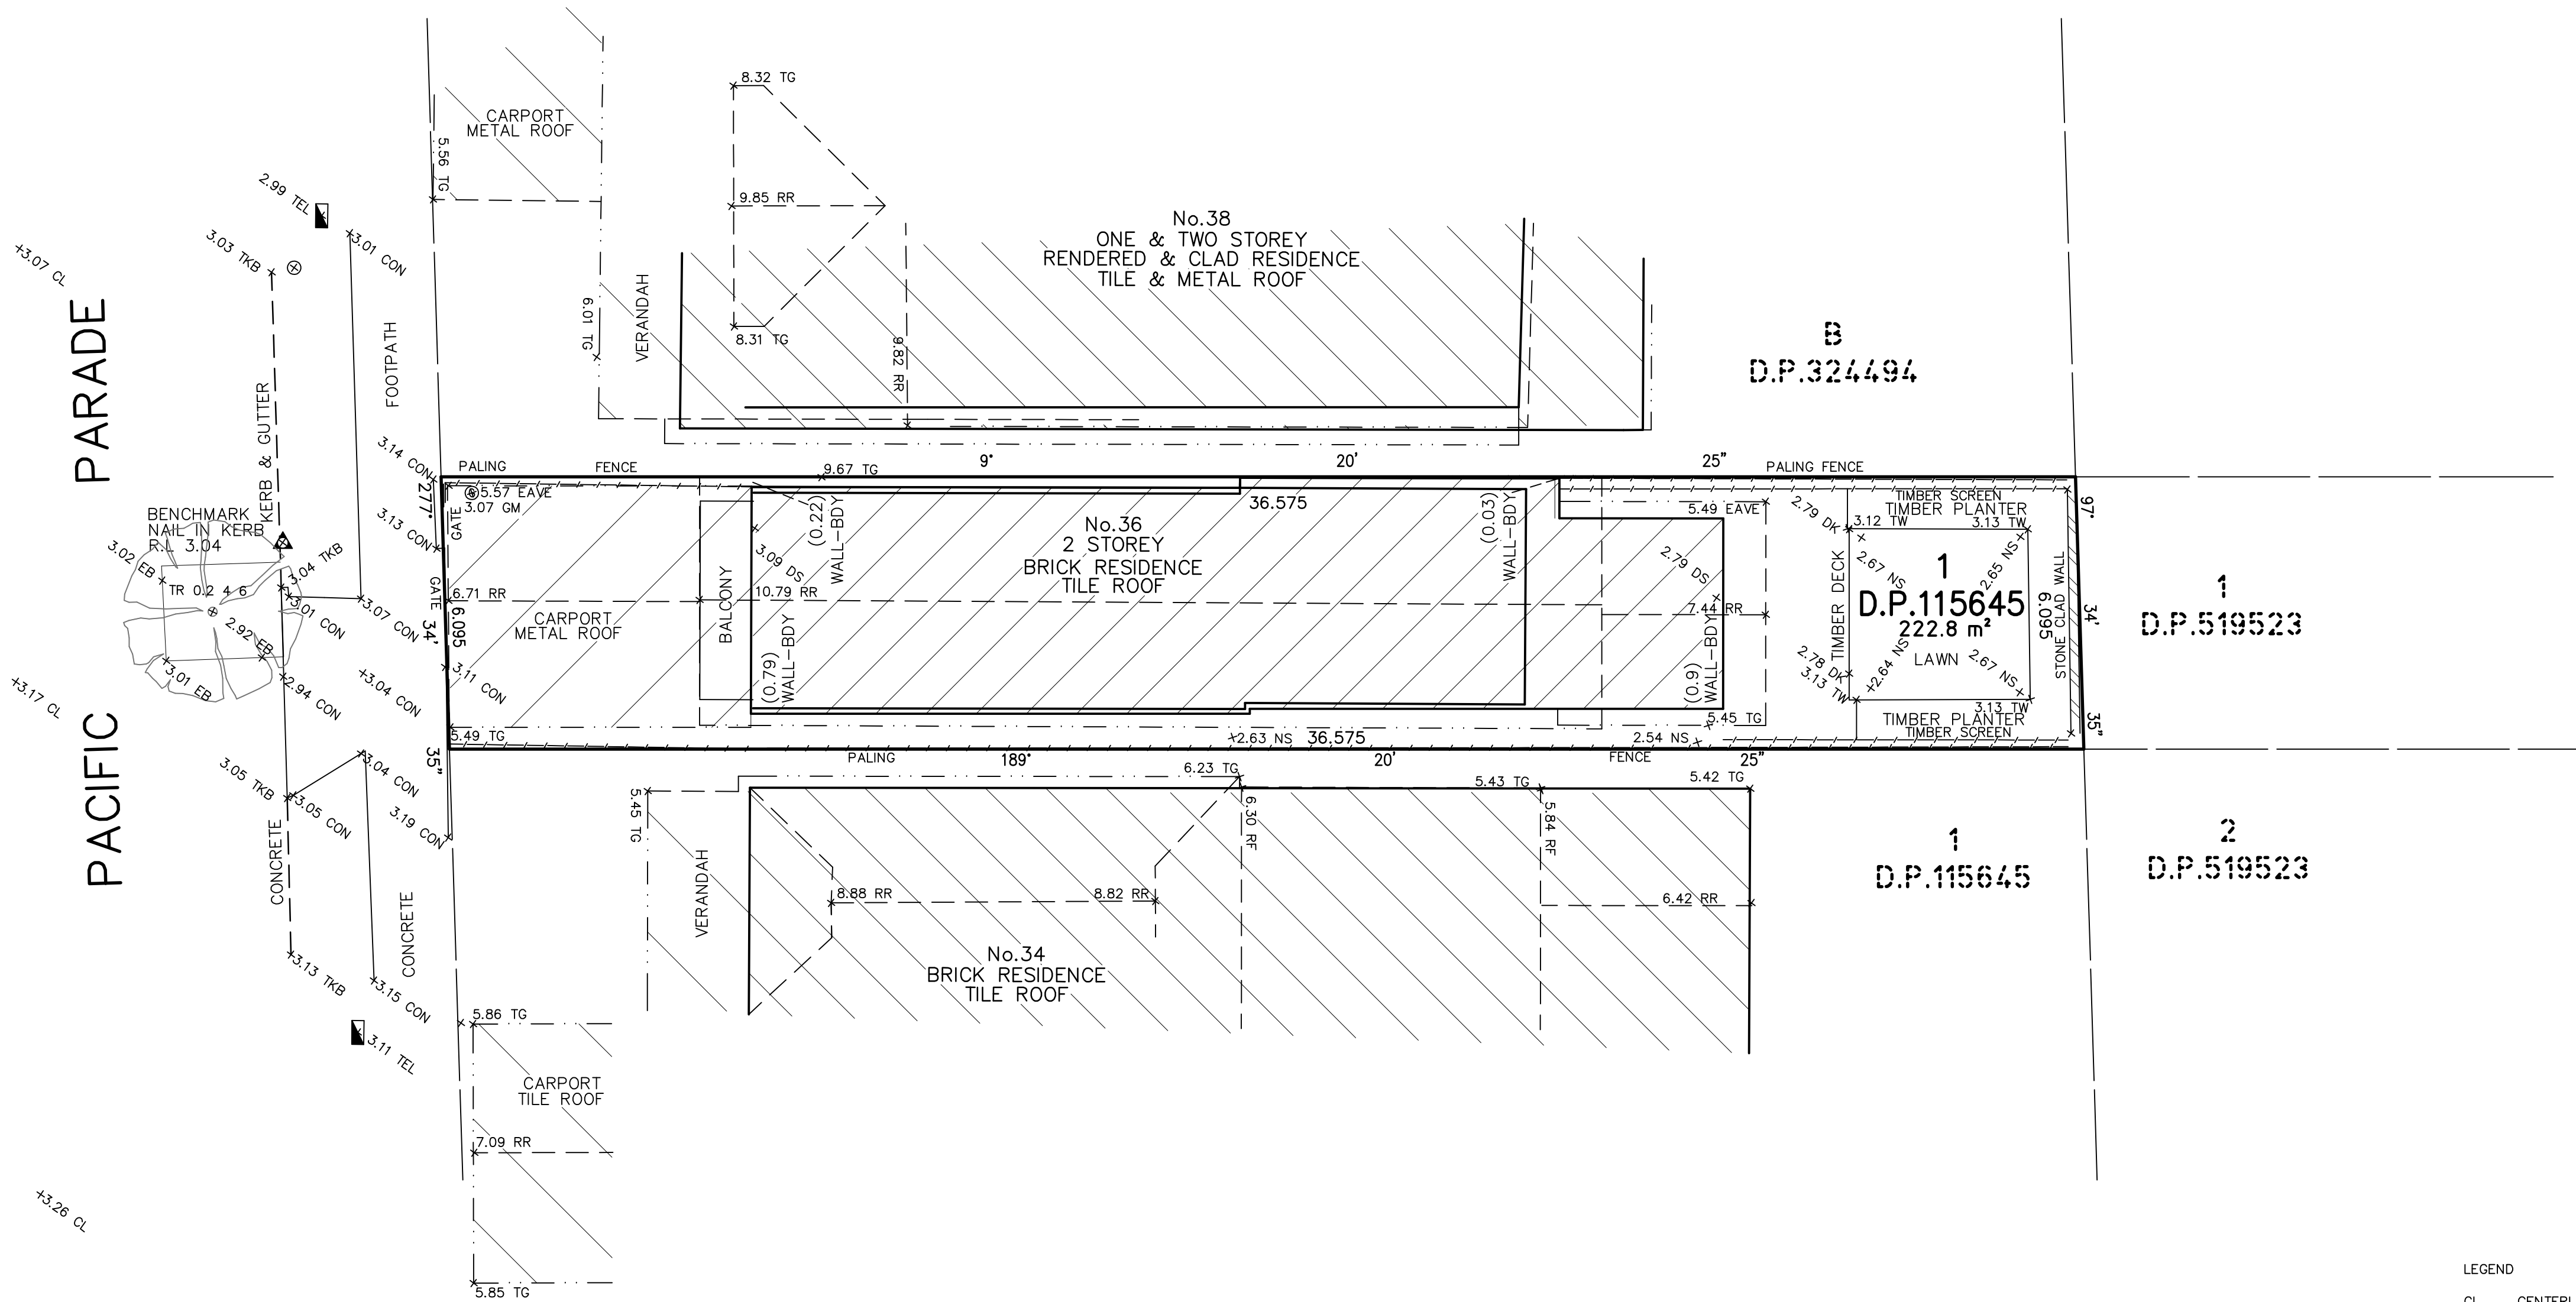 8.32 TG
CARPORT
METAL ROOF
5.56 TG
2.99 TEL
9.85 RR
No.38
ONE & TWO STOREY
RENDERED & CLAD RESIDENCE
TILE & METAL ROOF
3.03 TKB
3.01 CON
3.07 CL
6.01 TG
VERANDAH
8.31 TG
9.82 RR
B
D.P.324494
PACIFIC PARADE
FOOTPATH
KERB & GUTTER
3.14 CON
PALING FENCE
9.67 TG
9° 20' 25"
PALING FENCE
277° 34' 35"
5.57 EAVE
3.07 GM
GATE
3.13 CON
BENCHMARK
NAIL IN KERB
R.L 3.04
3.02 EB
3.04 TKB
TR 0.2 4 6
3.01 CON
3.07 CON
2.92 EB
3.01 EB
2.94 CON
3.04 CON
3.11 CON
3.17 CL
GATE
6.095
6.71 RR
CARPORT
METAL ROOF
BALCONY
3.09 DS
(0.22)
WALL-BDY
10.79 RR
(0.79)
WALL-BDY
36.575
No.36
2 STOREY
BRICK RESIDENCE
TILE ROOF
(0.03)
WALL-BDY
5.49 EAVE
2.79 DS
7.44 RR
(0.9)
WALL-BDY
5.45 TG
TIMBER SCREEN
TIMBER PLANTER
2.79 DK
3.12 TW
3.13 TW
2.67 NS
2.65 NS
TIMBER DECK
1
D.P.115645
222.8 m²
LAWN
2.64 NS
2.67 NS
2.78 DK
3.13 TW
3.13 TW
TIMBER PLANTER
TIMBER SCREEN
6.095
STONE CLAD WALL
97° 34' 35"
1
D.P.519523
5.49 TG
2.63 NS
36.575
2.54 NS
PALING
189° 20' 25"
FENCE
3.05 TKB
3.05 CON
3.04 CON
3.19 CON
CONCRETE
CONCRETE
3.13 TKB
3.15 CON
3.11 TEL
3.26 CL
5.45 TG
VERANDAH
6.23 TG
6.30 RF
5.43 TG
5.84 RF
5.42 TG
8.88 RR
8.82 RR
6.42 RR
No.34
BRICK RESIDENCE
TILE ROOF
1
D.P.115645
2
D.P.519523
5.86 TG
CARPORT
TILE ROOF
7.09 RR
5.85 TG
LEGEND